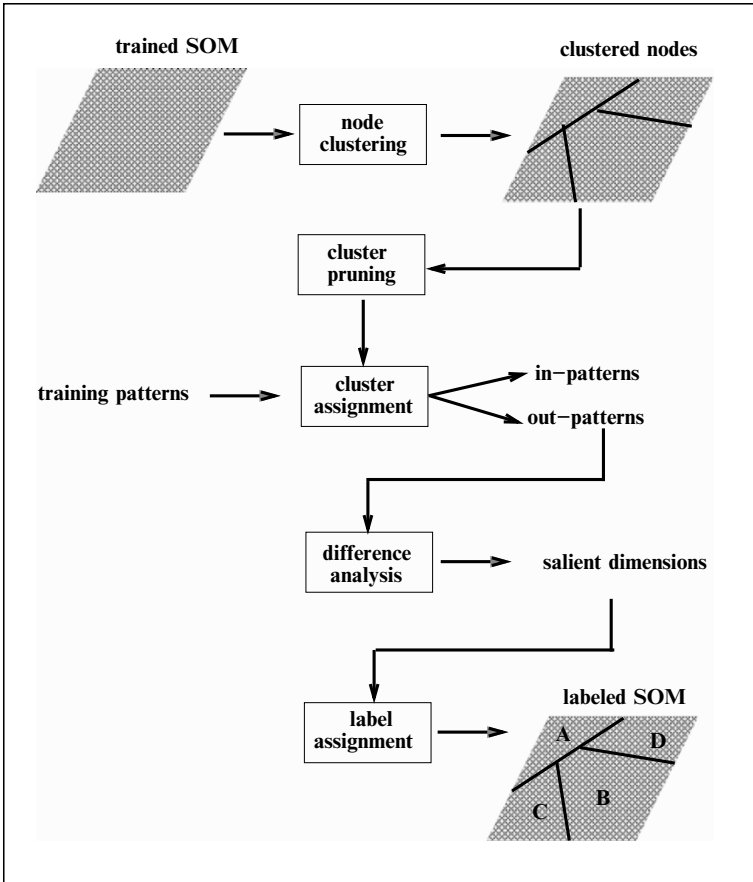 trained SOM
clustered nodes
node
clustering
cluster
pruning
training patterns
cluster
assignment
in−patterns
out−patterns
difference
analysis
salient dimensions
label
assignment
labeled SOM
A
D
C
B